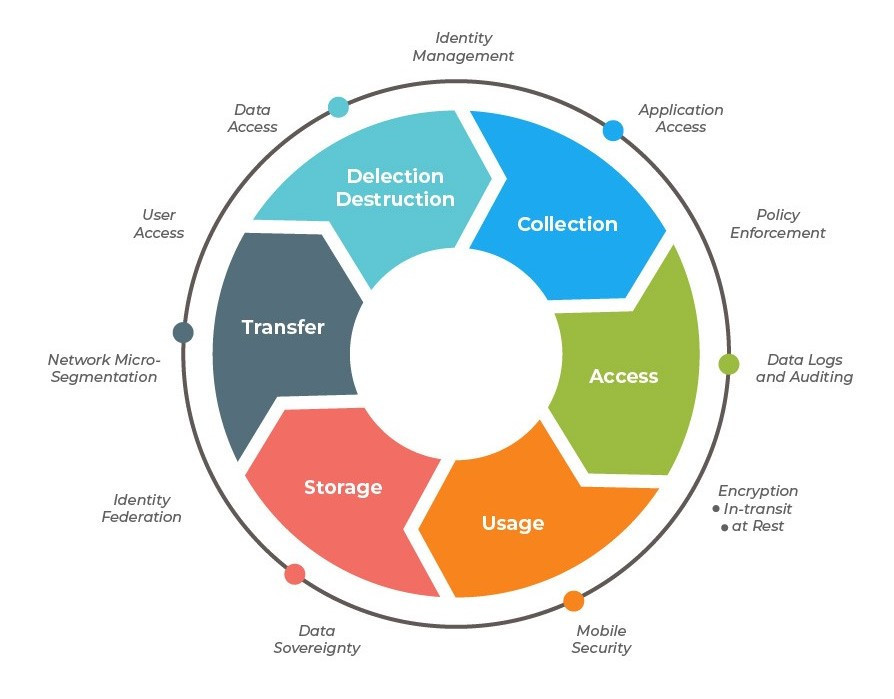 Identity
Management
Application
Access
Policy
Enforcement
Data Logs
and Auditing
Encryption
• In-transit
• at Rest
Mobile
Security
Data
Sovereignty
Identity
Federation
Network Micro-
Segmentation
User
Access
Data
Access
Delection
Destruction
Collection
Access
Usage
Storage
Transfer